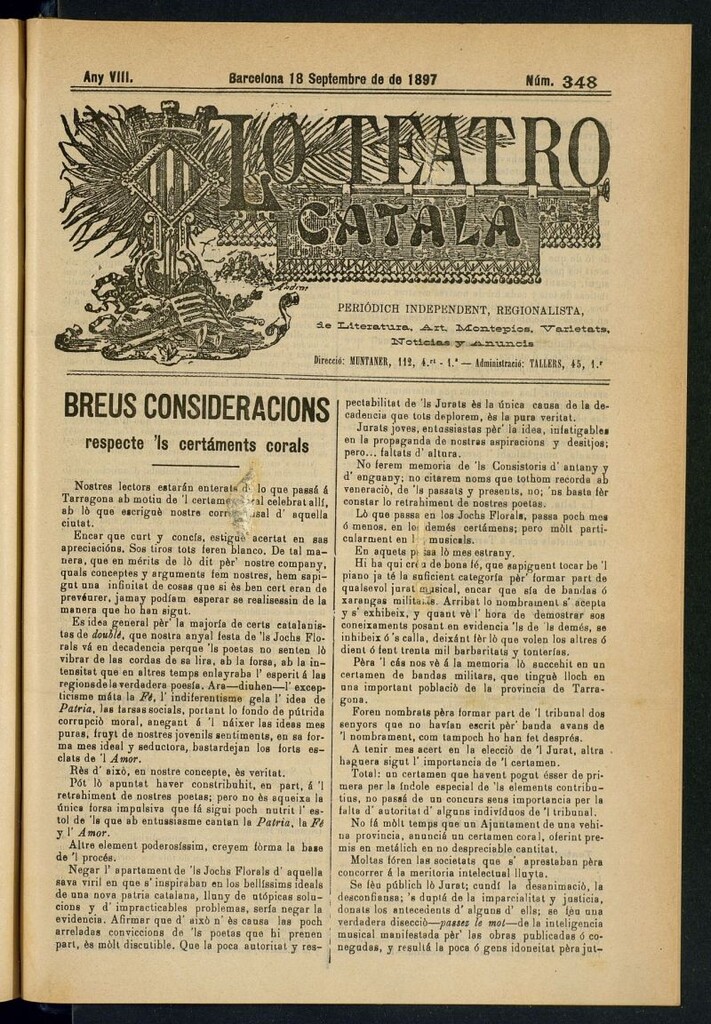 Any VIII.
Barcelona 18 Septembre de de 1897
Núm. 348
LO TEATRO
CATALA
PERIÓDICH INDEPENDENT, REGIONALISTA,
de Literatura, Art, Montepios, Varietats,
Noticias y Anuncis
Direcció: MUNTANER, 112, 4.rt - 1.ª — Administració: TALLERS, 45, 1.r
BREUS CONSIDERACIONS
respecte 'ls certáments corals
Nostres lectors estarán enterats d' lo que passá á
Tarragona ab motiu de 'l certame celebrat allí,
ab lò que escrigué nostre d' aquella
ciutat.
Encar que curt y concís, estigué acertat en sas
apreciacións. Sos tiros tots feren blanco. De tal ma-
nera, que en mérits de lò dit pèr' nostre company,
quals conceptes y arguments fem nostres, hem sapi-
gut una infinitat de cosas que si ès ben cert eran de
preveurer, jamay podiam esperar se realisessin de la
manera que ho han sigut.
Es idea general pèr' la majoría de certs catalanis-
tas de doublé, que nostra anyal festa de 'ls Jochs Flo-
rals vá en decadencia perque 'ls poetas no senten lò
vibrar de las cordas de sa lira, ab la forsa, ab la in-
tensitat que en altres temps enlayraba l' esperit á las
regions de la verdadera poesía. Ara—diuhen—l' excep-
ticisme máta la Fé, l' indiferentisme gela l' idea de
Patria, las tarsas socials, portant lo fondo de pútrida
corrupció moral, anegant á 'l náixer las ideas mes
puras, fruyt de nostres jovenils sentiments, en sa for-
ma mes ideal y seductora, bastardejan los forts es-
clats de 'l Amor.
Rès d' aixó, en nostre concepte, ès veritat.
Pót lò apuntat haver constribuhit, en part, á 'l
retrahiment de nostres poetas; pero no ès aqueixa la
única forsa impulsiva que fá sigui poch nutrit l' es-
tol de 'ls que ab entussiasme cantan la Patria, la Fé
y l' Amor.
Altre element poderosíssim, creyem fórma la base
de 'l procés.
Negar l' apartament de 'ls Jochs Florals d' aquella
sava viril en que s' inspiraban en los bellíssims ideals
de una nova patria catalana, lluny de utópicas solu-
cions y d' impracticables problemas, sería negar la
evidencia. Afirmar que d' aixó n' ès causa las poch
arreladas conviccions de 'ls poetas que hi prenen
part, ès mòlt discutible. Que la poca autoritat y res-
pectabilitat de 'ls Jurats ès la única causa de la de-
cadencia que tots deplorem, ès la pura veritat.
Jurats joves, entussiastas pèr' la idea, infatigables
en la propaganda de nostras aspiracions y desitjos;
pero... faltats d' altura.
No ferem memoria de 'ls Consistoris d' antany y
d' enguany; no citarem noms que tothom recorda ab
veneració, de 'ls passats y presents, no; 'ns basta fèr
constar lo retrahiment de nostres poetas.
Lò que passa en los Jochs Florals, passa poch mes
ó menos, en los demés certámens; pero mòlt parti-
cularment en l musicals.
En aquets passa lò mes estrany.
Hi ha qui creu de bona fé, que sapiguent tocar be 'l
piano ja té la suficient categoría pèr' formar part de
qualsevol jurat musical, encar que sía de bandas ó
xarangas militars. Arribat lo nombrament s' acepta
y s' exhibeix, y quant vè l' hora de demostrar sos
coneixaments posant en evidencia 'ls de 'ls demés, se
inhibeix ó s' calla, deixánt fèr lò que volen los altres ó
dient ó fent trenta mil barbaritats y tonterías.
Pèra 'l cás nos vè á la memoria lò succehit en un
certamen de bandas militars, que tingué lloch en
una important població de la provincia de Tarra-
gona.
Foren nombrats pèra formar part de 'l tribunal dos
senyors que no havían escrit pèr' banda avans de
'l nombrament, com tampoch ho han fet després.
A tenir mes acert en la elecció de 'l Jurat, altra
haguera sigut l' importancia de 'l certamen.
Total: un certamen que havent pogut ésser de pri-
mera per la índole especial de 'ls elements contribu-
tius, no passá de un concurs sens importancia per la
falta d' autoritat d' alguns individuos de 'l tribunal.
No fá mòlt temps que un Ajuntament de una vehi-
na provincia, anunciá un certamen coral, oferint pre-
mis en metálich en no despreciable cantitat.
Moltas fóren las societats que s' aprestaban pèra
concorrer á la meritoria intelectual lluyta.
Se féu públich lò Jurat; cundí la desanimació, la
desconfiansa; 's duptá de la imparcialitat y justicia,
donats los antecedents d' alguns d' ells; se féu una
verdadera disecció—passez le mot—de la inteligencia
musical manifestada pèr' las obras publicadas ó co-
negudas, y resultá la poca ó gens idoneitat pèra jut-